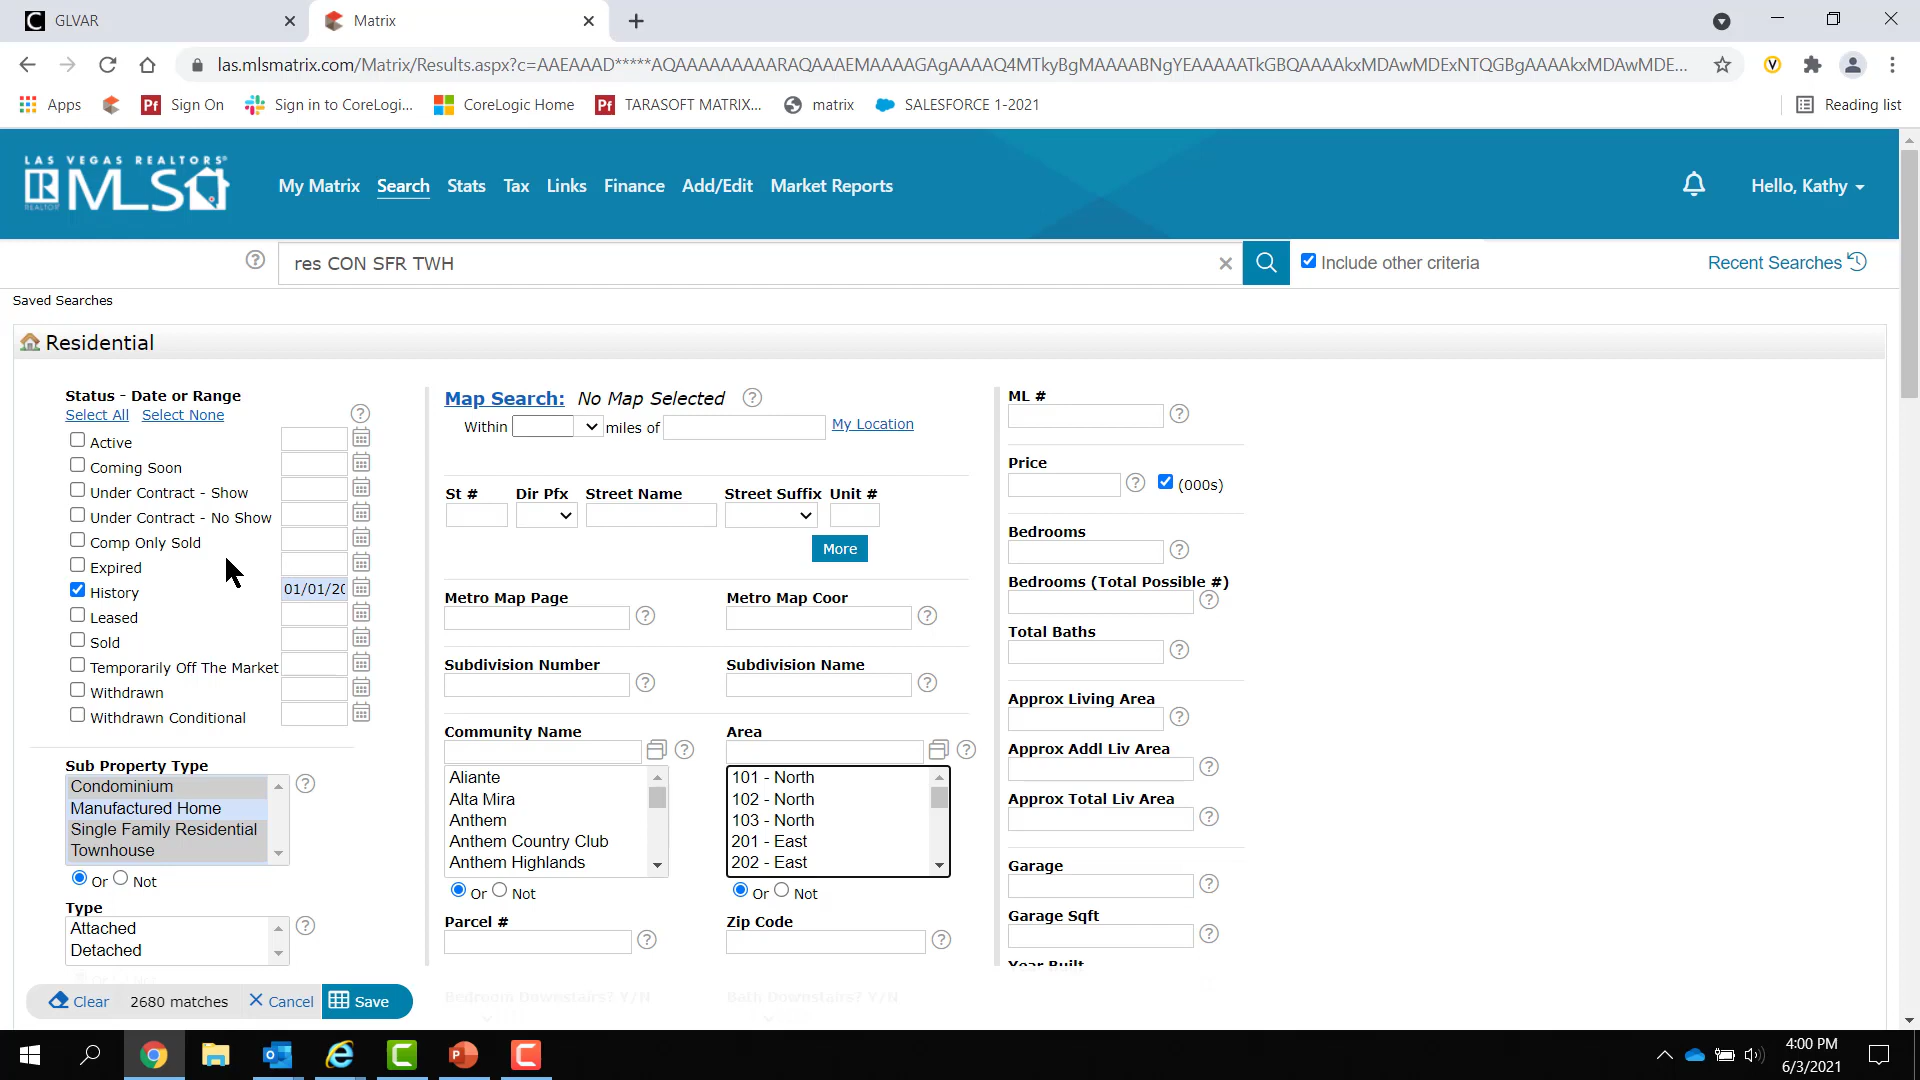 GLVAR
Matrix
las.mlsmatrix.com/Matrix/Results.aspx?c=AAEAAAD*****AQAAAAAAAAARAQAAAEMAAAAGAgAAAAQ4MTkyBgMAAAABNgYEAAAAATkGBQAAAAkxMDAwMDExNTQGBgAAAAkxMDAwMDE...
Apps
Sign On
Sign in to CoreLogi...
CoreLogic Home
TARASOFT MATRIX...
matrix
SALESFORCE 1-2021
Reading list
LAS VEGAS REALTORS®
MLS
REALTOR
My Matrix
Search
Stats
Tax
Links
Finance
Add/Edit
Market Reports
Hello, Kathy
res CON SFR TWH
Include other criteria
Recent Searches
Saved Searches
Residential
Status - Date or Range
Select All
Select None
Active
Coming Soon
Under Contract - Show
Under Contract - No Show
Comp Only Sold
Expired
History
01/01/20
Leased
Sold
Temporarily Off The Market
Withdrawn
Withdrawn Conditional
Sub Property Type
Condominium
Manufactured Home
Single Family Residential
Townhouse
Or Not
Type
Attached
Detached
Or Not
Map Search: No Map Selected
Within miles of
My Location
St # Dir Pfx Street Name Street Suffix Unit #
More
Metro Map Page
Metro Map Coor
Subdivision Number
Subdivision Name
Community Name
Aliante
Alta Mira
Anthem
Anthem Country Club
Anthem Highlands
Or Not
Area
101 - North
102 - North
103 - North
201 - East
202 - East
Or Not
Parcel #
Zip Code
Bedroom Downstairs? Y/N
Bath Downstairs? Y/N
ML #
Price
(000s)
Bedrooms
Bedrooms (Total Possible #)
Total Baths
Approx Living Area
Approx Addl Liv Area
Approx Total Liv Area
Garage
Garage Sqft
Year Built
Clear
2680 matches
Cancel
Save
4:00 PM
6/3/2021